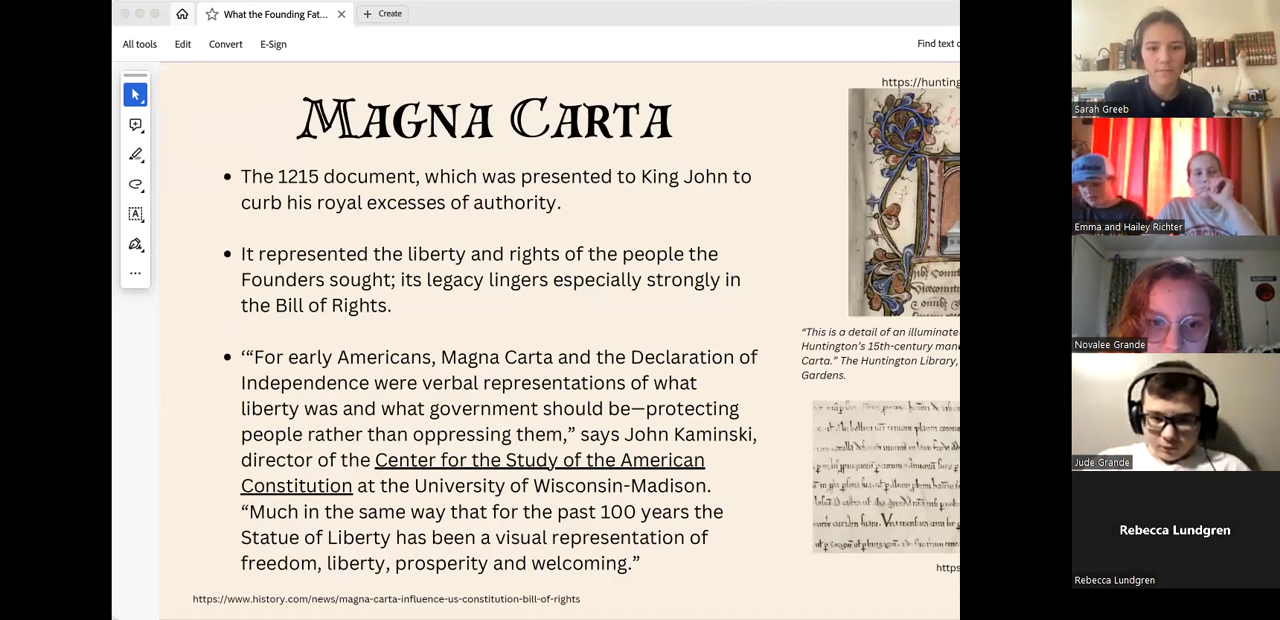 What the Founding Fat...
Create
All tools Edit Convert E-Sign
Find text o
MAGNA CARTA
• The 1215 document, which was presented to King John to
curb his royal excesses of authority.
• It represented the liberty and rights of the people the
Founders sought; its legacy lingers especially strongly in
the Bill of Rights.
• ‘“For early Americans, Magna Carta and the Declaration of
Independence were verbal representations of what
liberty was and what government should be—protecting
people rather than oppressing them,” says John Kaminski,
director of the Center for the Study of the American
Constitution at the University of Wisconsin-Madison.
“Much in the same way that for the past 100 years the
Statue of Liberty has been a visual representation of
freedom, liberty, prosperity and welcoming.”
https://www.history.com/news/magna-carta-influence-us-constitution-bill-of-rights
https://hunting
“This is a detail of an illuminate
Huntington’s 15th-century man
Carta.” The Huntington Library,
Gardens.
https
Sarah Greeb
Emma and Hailey Richter
Novalee Grande
Jude Grande
Rebecca Lundgren
Rebecca Lundgren